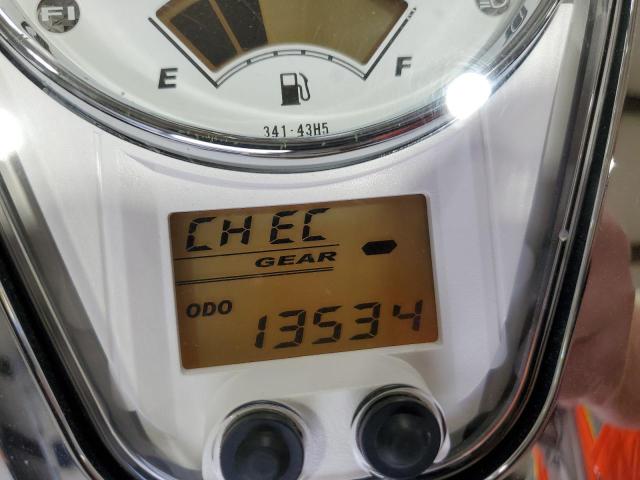 FI
E F
341-43H5
CHEC
GEAR -
ODO
13534